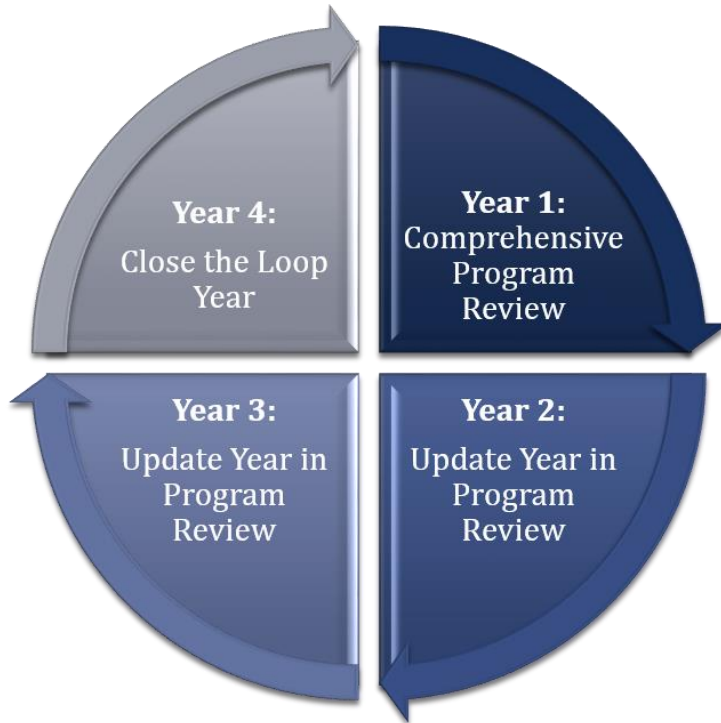 Year 1:
Comprehensive
Program
Review
Year 2:
Update Year in
Program
Review
Year 3:
Update Year in
Program
Review
Year 4:
Close the Loop
Year